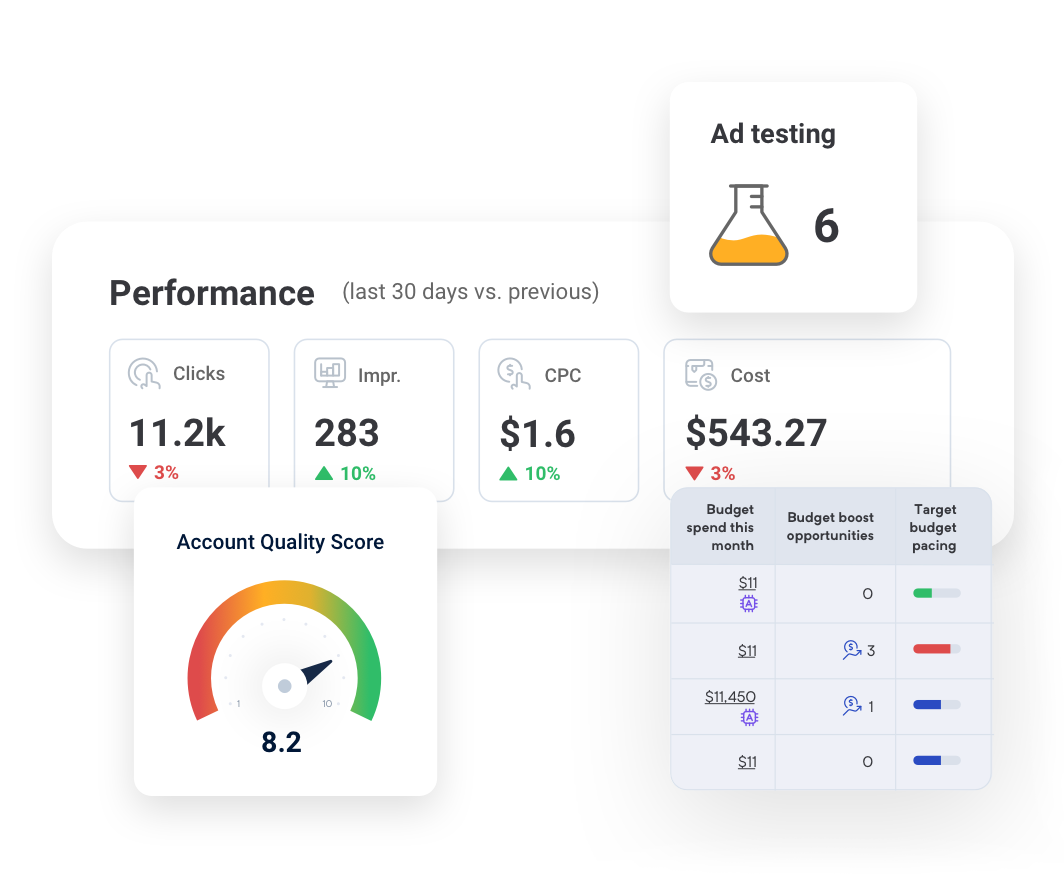 Ad testing
6
Performance (last 30 days vs. previous)
Clicks
11.2k
3%
Impr.
283
10%
CPC
$1.6
10%
Cost
$543.27
3%
Account Quality Score
1
10
8.2
Budget
spend this
month
Budget boost
opportunities
Target
budget
pacing
$11
A
0
$11
3
$11,450
A
1
$11
0